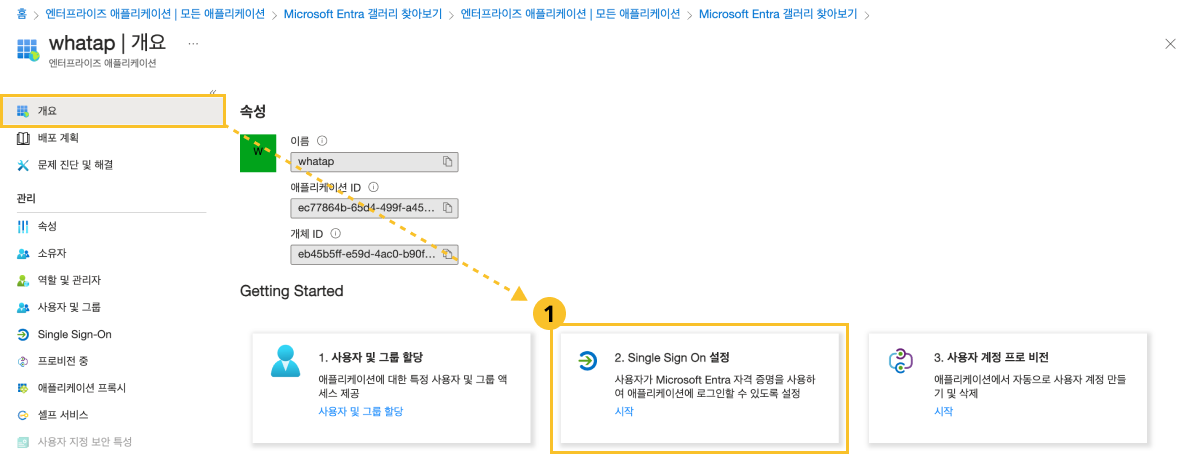 홈 > 엔터프라이즈 애플리케이션 | 모든 애플리케이션 > Microsoft Entra 갤러리 찾아보기 > 엔터프라이즈 애플리케이션 | 모든 애플리케이션 > Microsoft Entra 갤러리 찾아보기 >
whatap | 개요 ...
엔터프라이즈 애플리케이션
개요
배포 계획
문제 진단 및 해결
관리
속성
소유자
역할 및 관리자
사용자 및 그룹
Single Sign-On
프로비전 중
애플리케이션 프록시
셀프 서비스
사용자 지정 보안 특성
속성
W
이름
whatap
애플리케이션 ID
ec77864b-65d4-499f-a45...
개체 ID
eb45b5ff-e59d-4ac0-b90f...
Getting Started
1. 사용자 및 그룹 할당
애플리케이션에 대한 특정 사용자 및 그룹 액
세스 제공
사용자 및 그룹 할당
1
2. Single Sign On 설정
사용자가 Microsoft Entra 자격 증명을 사용하
여 애플리케이션에 로그인할 수 있도록 설정
시작
3. 사용자 계정 프로 비전
애플리케이션에서 자동으로 사용자 계정 만들
기 및 삭제
시작